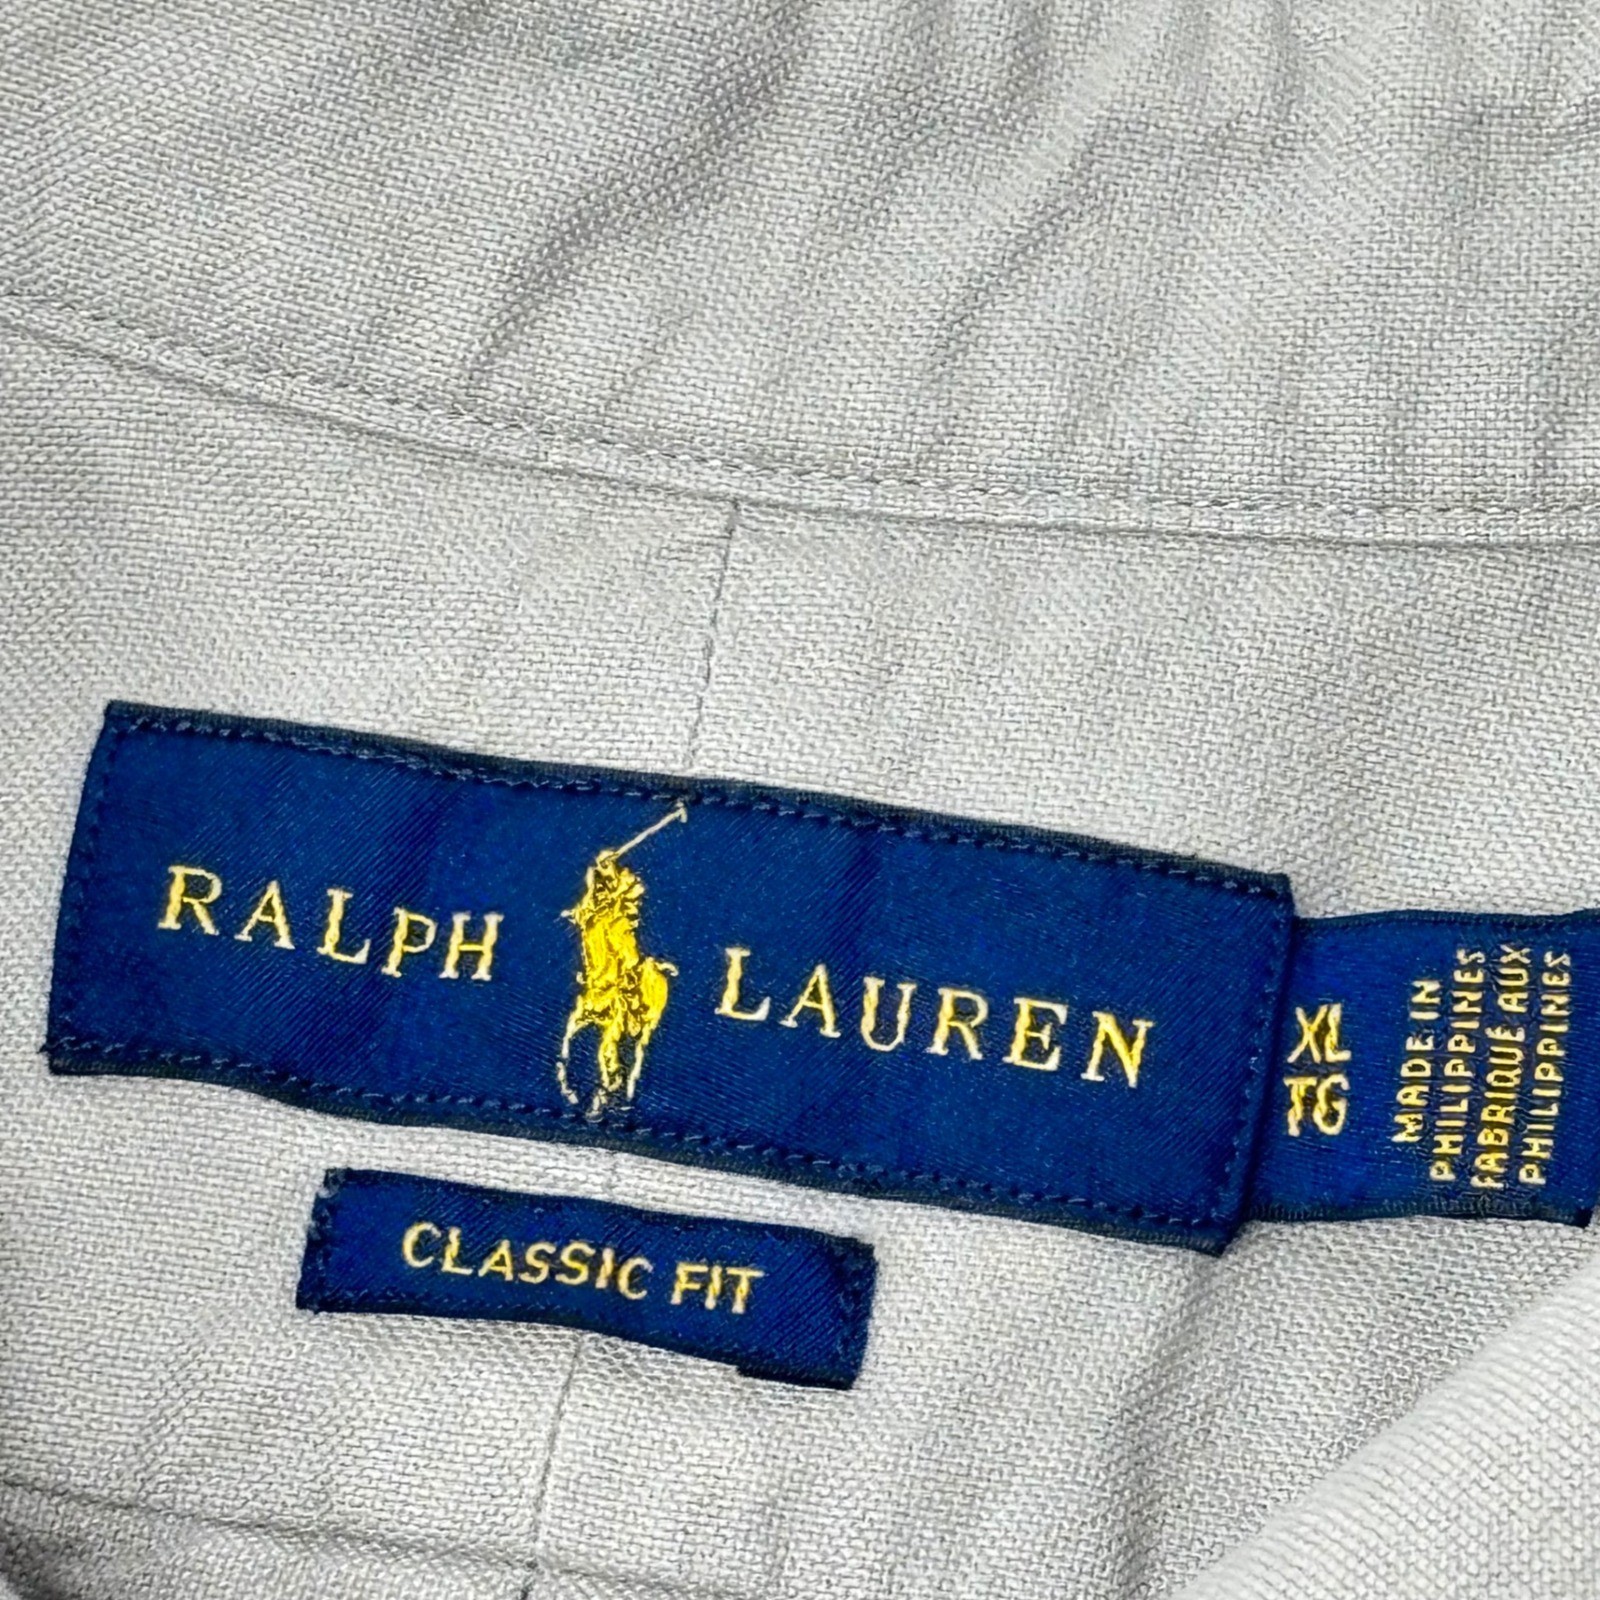 RALPH LAUREN
XL
TG
MADE IN
PHILIPPINES
FABRIQUÉ AUX
PHILIPPINES
CLASSIC FIT